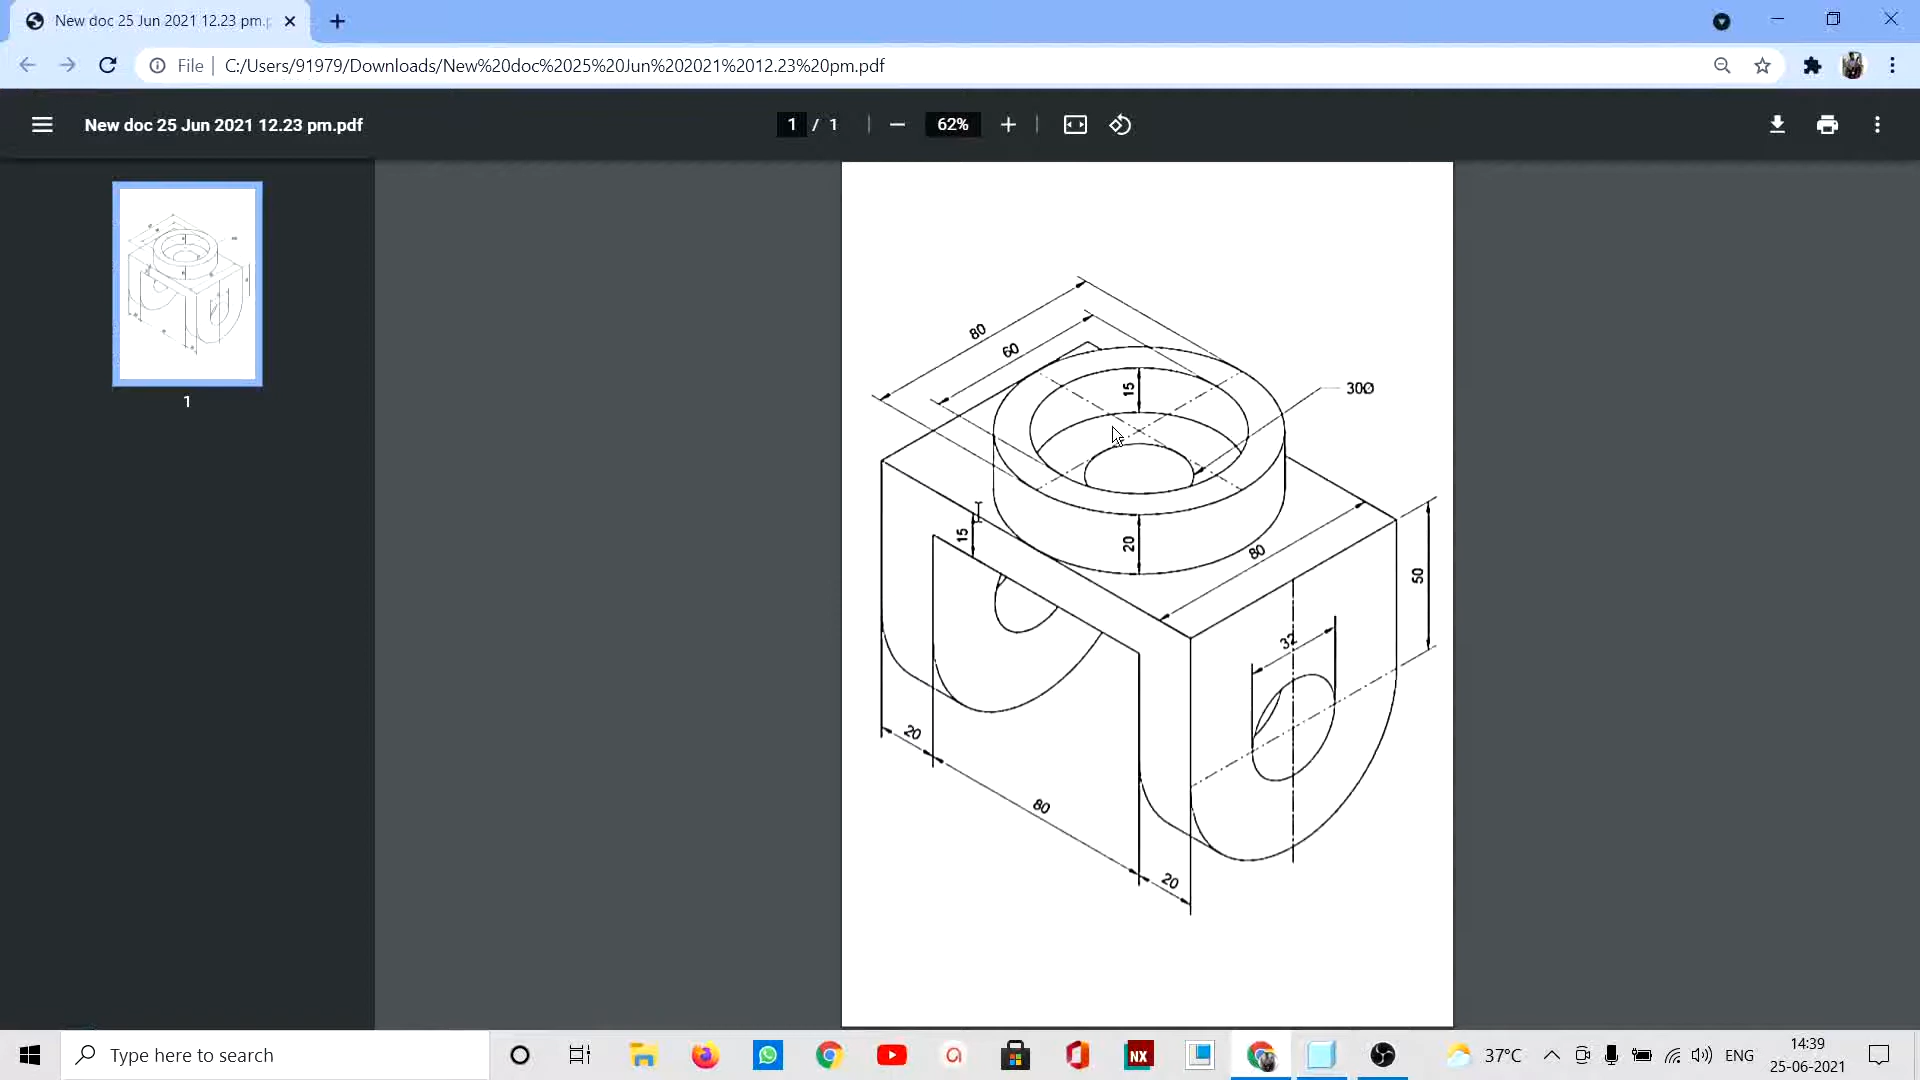 New doc 25 Jun 2021 12.23 pm.p
File
C:/Users/91979/Downloads/New%20doc%2025%20Jun%202021%2012.23%20pm.pdf
New doc 25 Jun 2021 12.23 pm.pdf
1 / 1
62%
1
80
60
15
30Ø
15
20
80
50
32
20
80
20
Type here to search
NX
37°C
ENG
14:39
25-06-2021